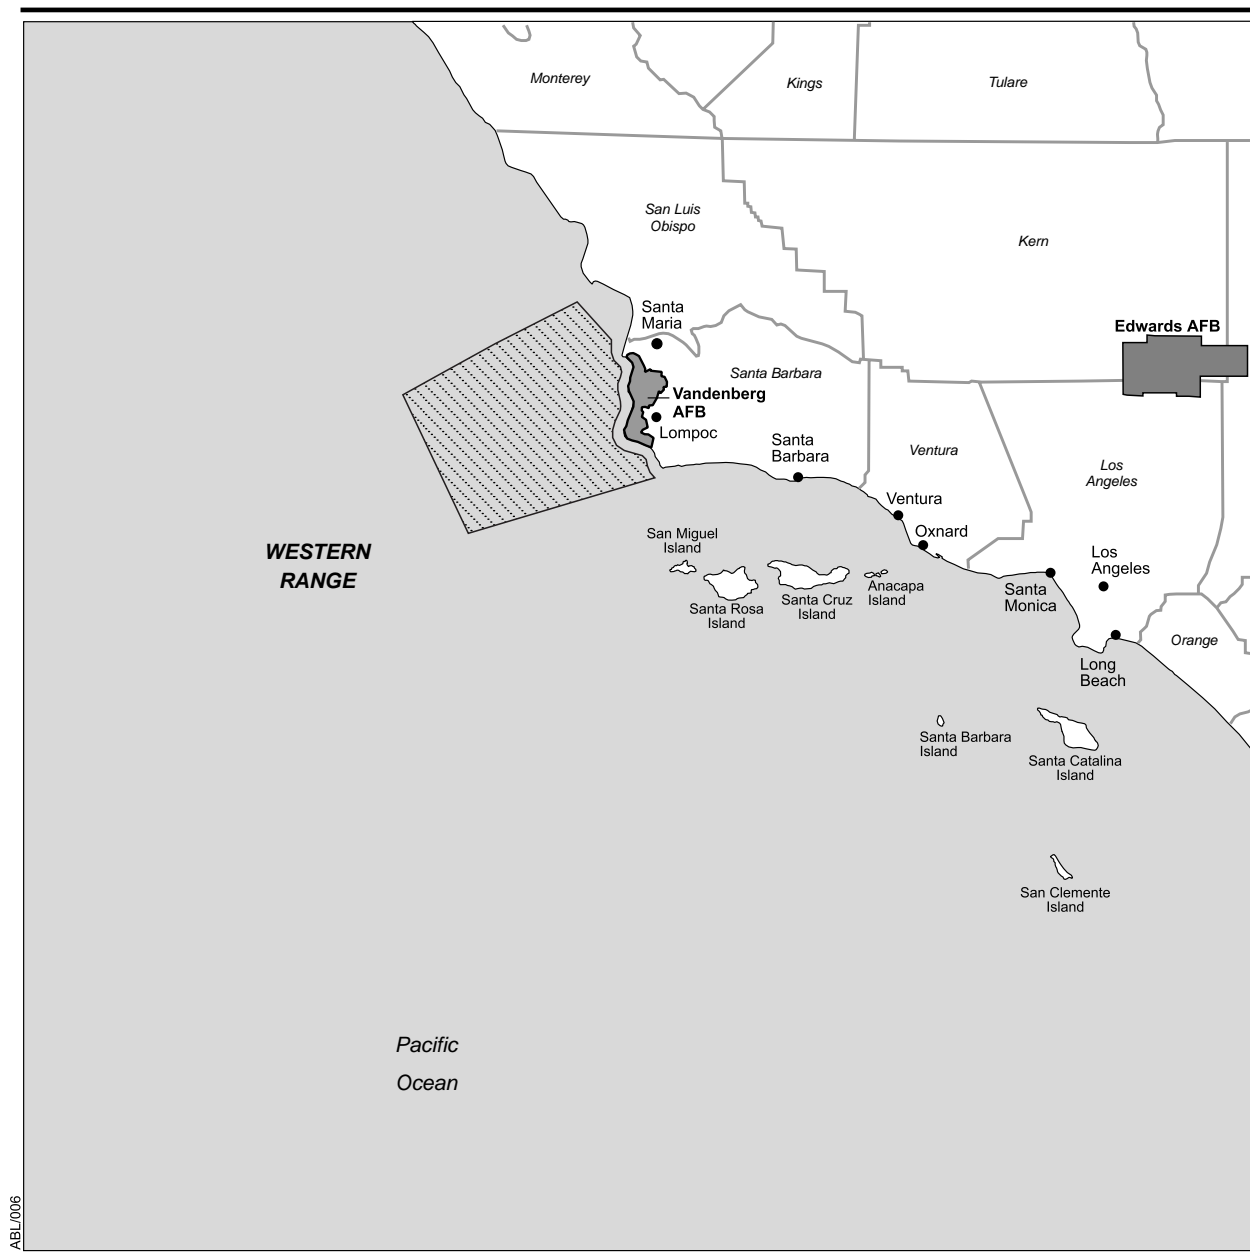 Monterey
Kings
Tulare
San Luis
Obispo
Kern
Santa
Maria
Edwards AFB
Santa Barbara
Vandenberg
AFB
Lompoc
Santa
Barbara
Ventura
Los
Angeles
Ventura
Oxnard
WESTERN
RANGE
San Miguel
Island
Los
Angeles
Santa Rosa
Island
Santa Cruz
Island
Anacapa
Island
Santa
Monica
Orange
Long
Beach
Santa Barbara
Island
Santa Catalina
Island
San Clemente
Island
Pacific
Ocean
ABL/006